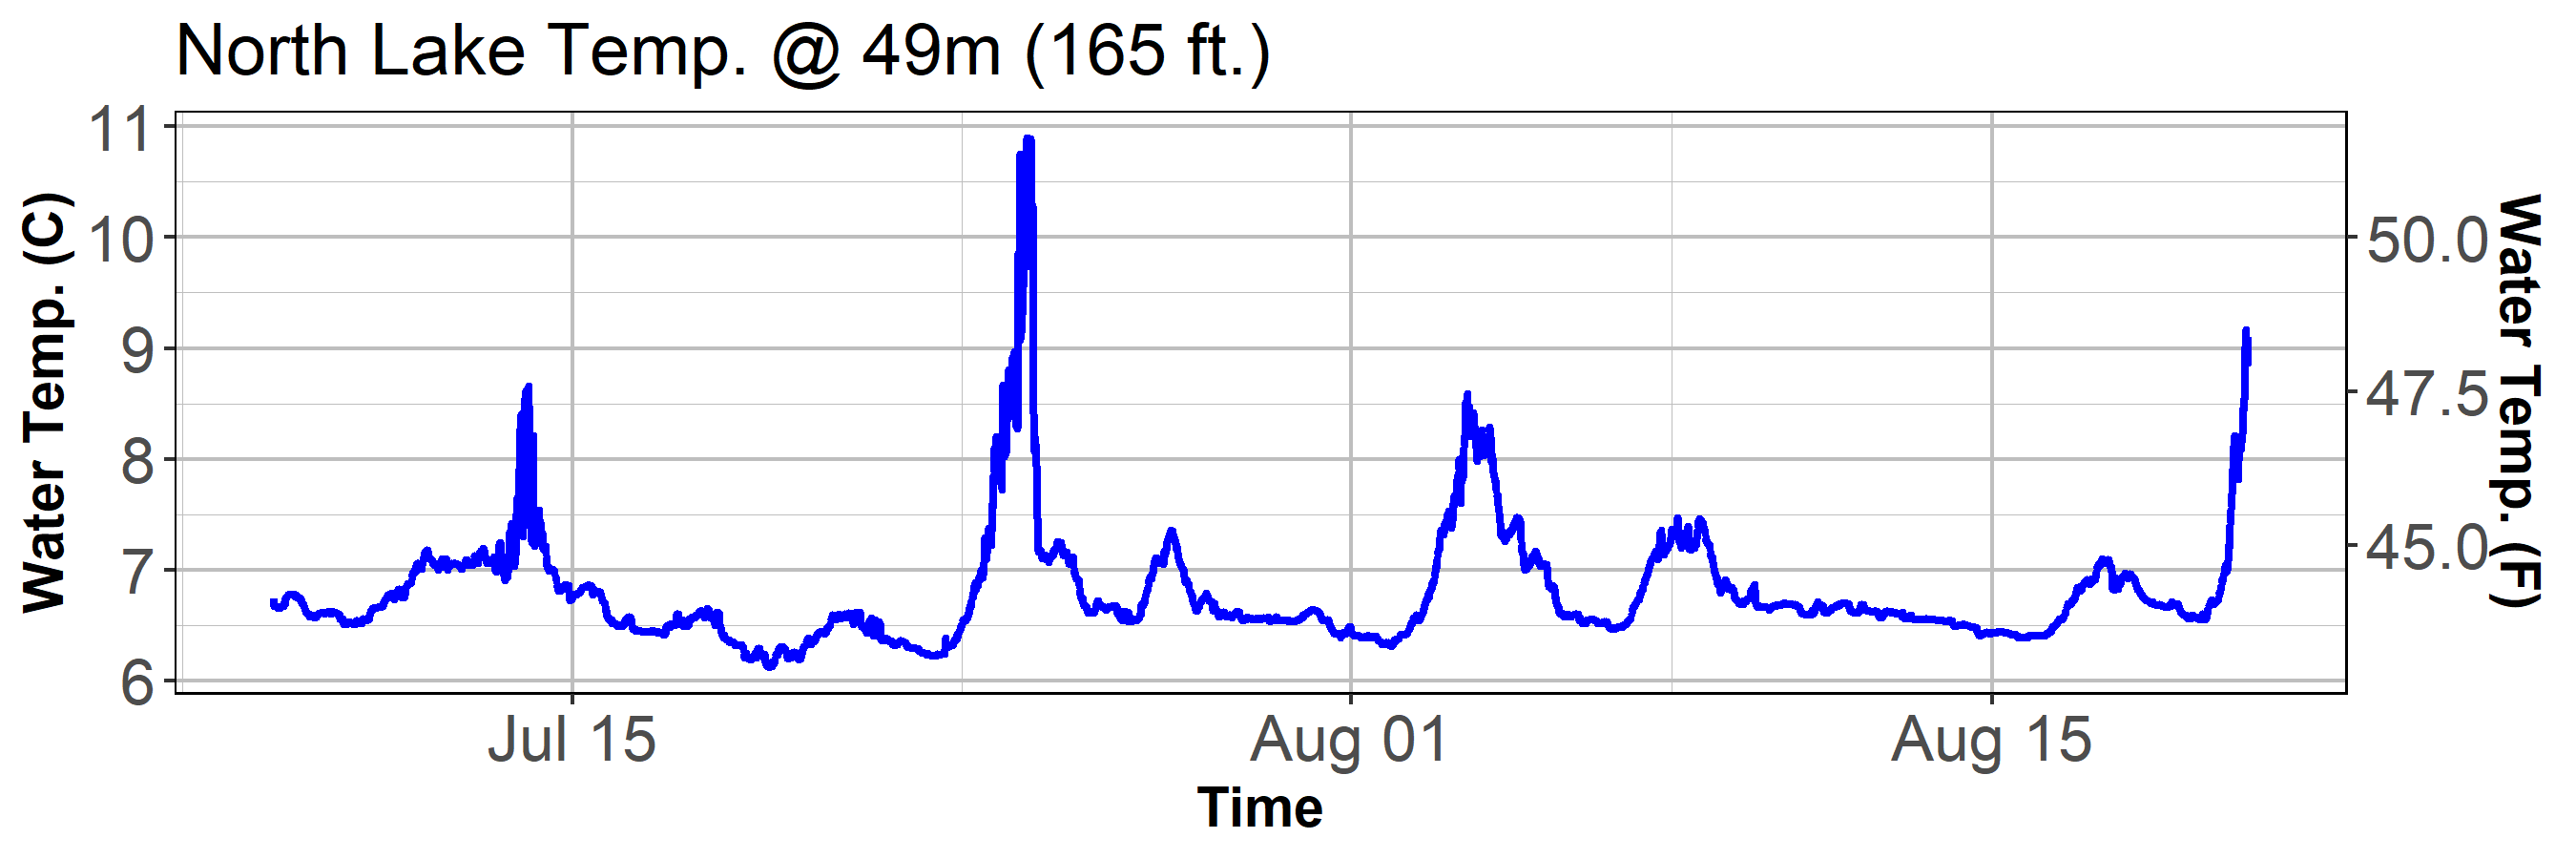 North Lake Temp. @ 49m (165 ft.)
Water Temp. (C)
11
10
9
8
7
6
50.0
47.5
45.0
Water Temp. (F)
Jul 15
Aug 01
Aug 15
Time